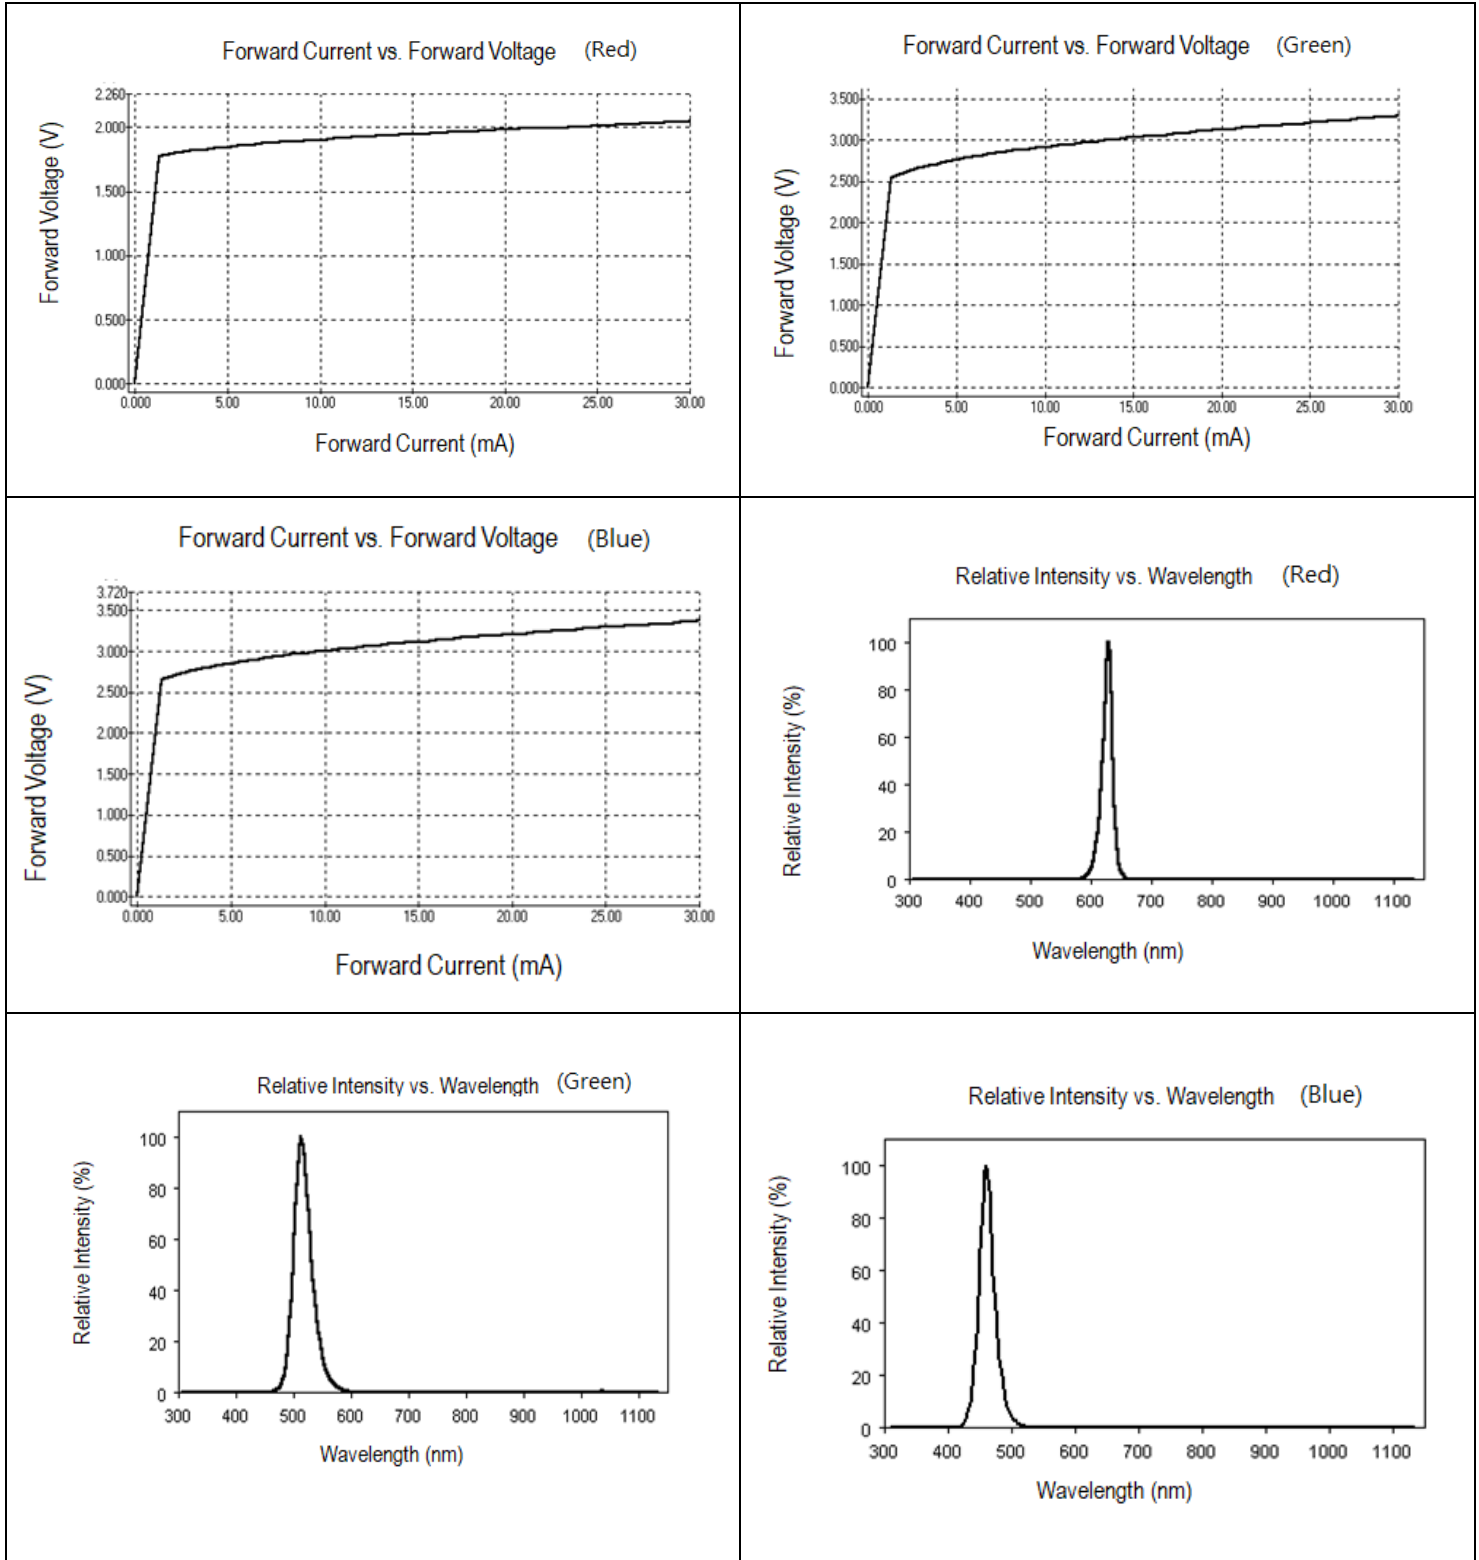 Forward Current vs. Forward Voltage (Red)
2.260
2.000
1.500
1.000
0.500
0.000
Forward Voltage (V)
0.000 5.00 10.00 15.00 20.00 25.00 30.00
Forward Current (mA)
Forward Current vs. Forward Voltage (Green)
3.500
3.000
2.500
2.000
1.500
1.000
0.500
0.000
Forward Voltage (V)
0.000 5.00 10.00 15.00 20.00 25.00 30.00
Forward Current (mA)
Forward Current vs. Forward Voltage (Blue)
3.720
3.500
3.000
2.500
2.000
1.500
1.000
0.500
0.000
Forward Voltage (V)
0.000 5.00 10.00 15.00 20.00 25.00 30.00
Forward Current (mA)
Relative Intensity vs. Wavelength (Red)
100
80
60
40
20
0
Relative Intensity (%)
300 400 500 600 700 800 900 1000 1100
Wavelength (nm)
Relative Intensity vs. Wavelength (Green)
100
80
60
40
20
0
Relative Intensity (%)
300 400 500 600 700 800 900 1000 1100
Wavelength (nm)
Relative Intensity vs. Wavelength (Blue)
100
80
60
40
20
0
Relative Intensity (%)
300 400 500 600 700 800 900 1000 1100
Wavelength (nm)